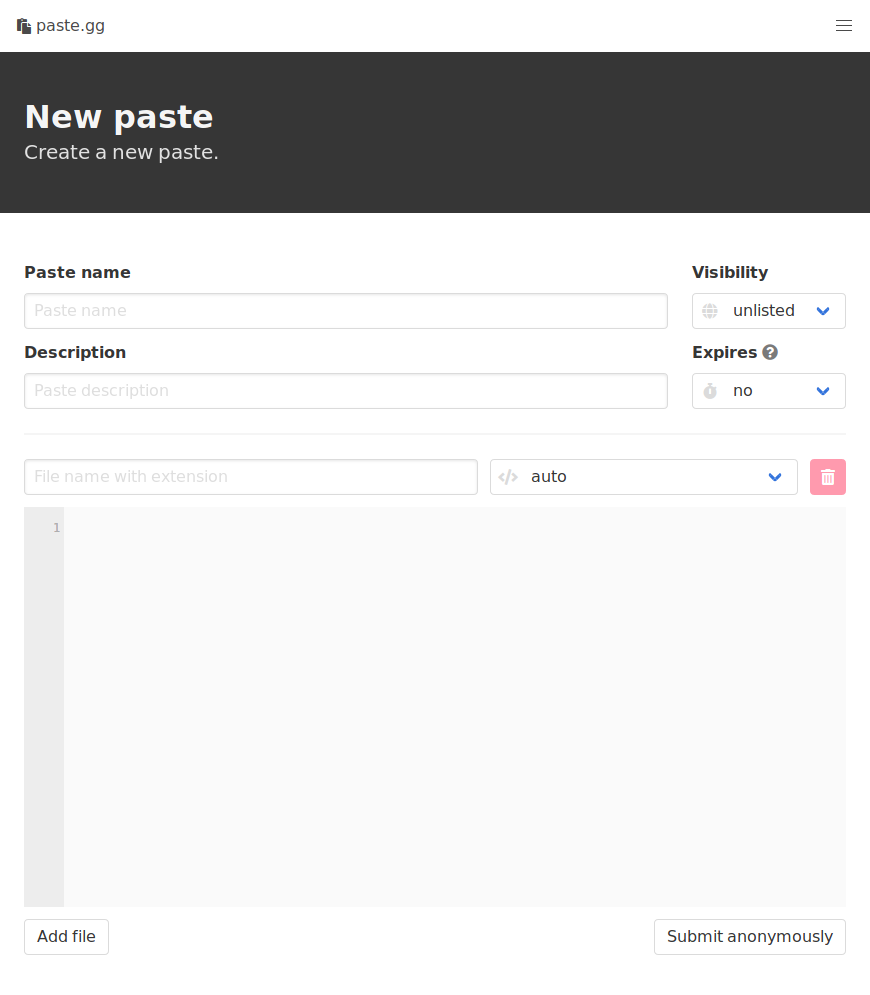 paste.gg
New paste
Create a new paste.
Paste name
Visibility
Paste name
unlisted
Description
Expires
Paste description
no
File name with extension
auto
1
Add file
Submit anonymously